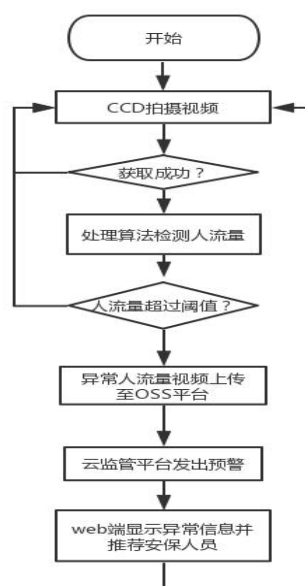 开始
CCD拍摄视频
获取成功？
处理算法检测人流量
人流量超过阈值？
异常人流量视频上传
至OSS平台
云监管平台发出预警
web端显示异常信息并
推荐安保人员